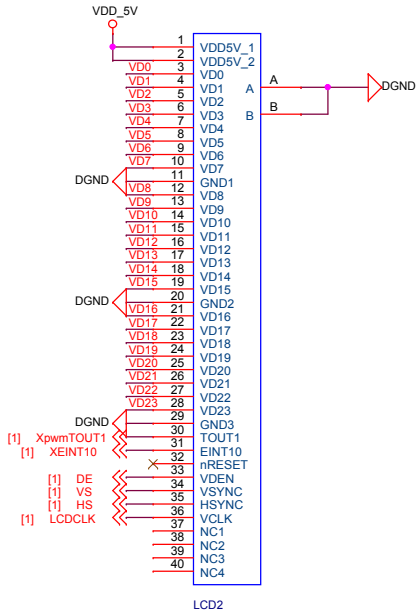 VDD_5V
1 VDD5V_1
2 VDD5V_2
VD0 3 VD0
VD1 4 VD1 A A
VD2 5 VD2 DGND
VD3 6 VD3 B B
VD4 7 VD4
VD5 8 VD5
VD6 9 VD6
VD7 10 VD7
DGND 11 GND1
VD8 12 VD8
VD9 13 VD9
VD10 14 VD10
VD11 15 VD11
VD12 16 VD12
VD13 17 VD13
VD14 18 VD14
VD15 19 VD15
DGND 20 GND2
VD16 21 VD16
VD17 22 VD17
VD18 23 VD18
VD19 24 VD19
VD20 25 VD20
VD21 26 VD21
VD22 27 VD22
VD23 28 VD23
DGND 29 GND3
[1] XpwmTOUT1 30 TOUT1
[1] XEINT10 31 EINT10
32 nRESET
[1] DE 33 VDEN
[1] VS 34 VSYNC
[1] HS 35 HSYNC
[1] LCDCLK 36 VCLK
37 NC1
38 NC2
39 NC3
40 NC4
LCD2